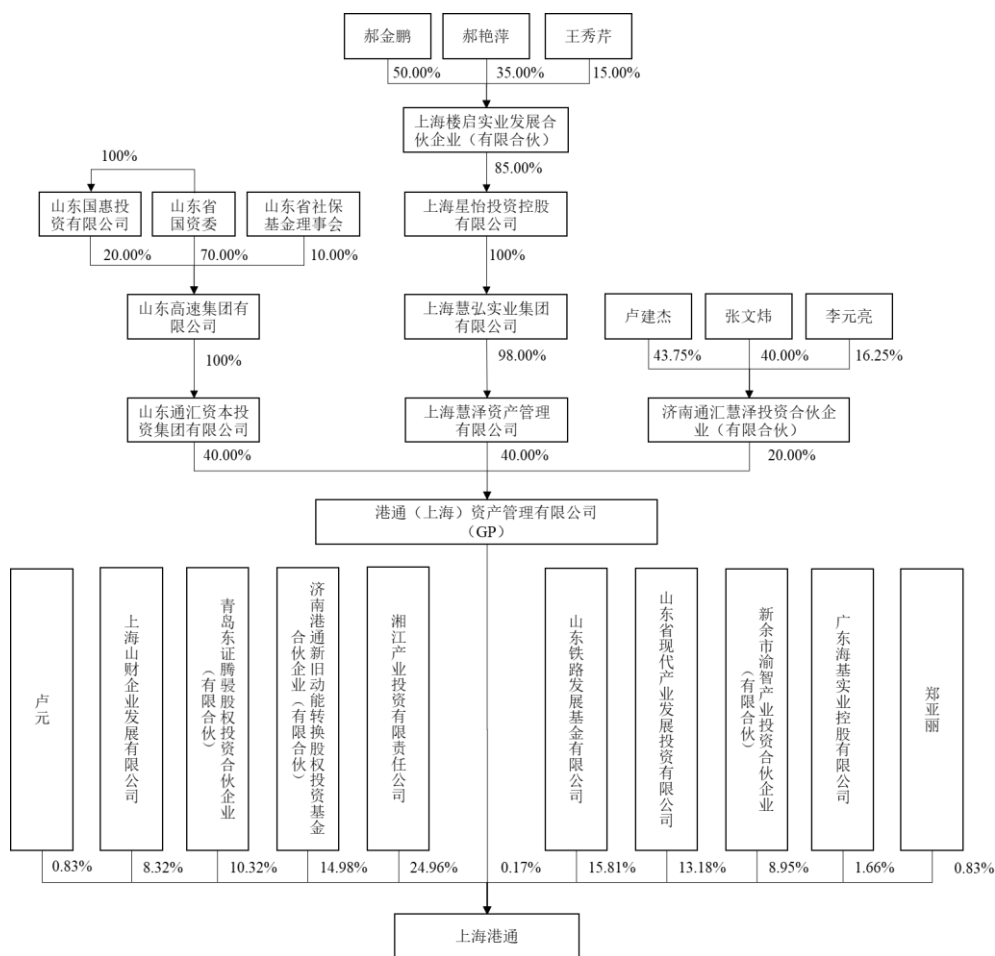 郝金鹏
郝艳萍
王秀芹
50.00%
35.00%
15.00%
上海楼启实业发展合
伙企业（有限合伙）
100%
85.00%
山东国惠投
资有限公司
山东省
国资委
山东省社保
基金理事会
上海星怡投资控股
有限公司
20.00%
70.00%
10.00%
100%
山东高速集团有
限公司
上海慧弘实业集团
有限公司
卢建杰
张文炜
李元亮
100%
98.00%
43.75%
40.00%
16.25%
山东通汇资本投
资集团有限公司
上海慧泽资产管理
有限公司
济南通汇慧泽投资合伙企
业（有限合伙）
40.00%
40.00%
20.00%
港通（上海）资产管理有限公司
（GP）
卢元
上海山财企业发展有限公司
青岛东证腾骎股权投资合伙企业
（有限合伙）
济南港通新旧动能转换股权投资基金
合伙企业（有限合伙）
湘江产业投资有限责任公司
山东铁路发展基金有限公司
山东省现代产业发展投资有限公司
新余市渝智产业投资合伙企业
（有限合伙）
广东海基实业控股有限公司
郑亚丽
0.83%
8.32%
10.32%
14.98%
24.96%
0.17%
15.81%
13.18%
8.95%
1.66%
0.83%
上海港通